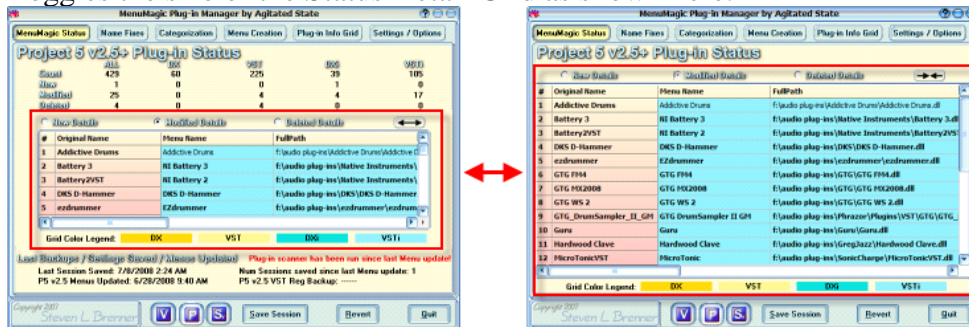 MenuMagic Plug-in Manager by Agitated State
MenuMagic Status Name Fixes Categorization Menu Creation Plug-in Info Grid Settings / Options
Project 5 v2.5+ Plug-in Status
ALL DX VST DXi VSTi
Count 429 60 225 39 105
New 1 0 0 1 0
Modified 25 0 4 4 17
Deleted 4 0 4 0 0
New Details Modified Details Deleted Details
# Original Name Menu Name FullPath
1 Addictive Drums Addictive Drums f:\audio plug-ins\Addictive Drums\Addictive D
2 Battery 3 NI Battery 3 f:\audio plug-ins\Native Instruments\
3 Battery2VST NI Battery 2 f:\audio plug-ins\Native Instruments\
4 DKS D-Hammer DKS D-Hammer f:\audio plug-ins\DKS\DKS D-Hammer
5 ezdrummer EZdrummer f:\audio plug-ins\ezdrummer\ezdrum
Grid Color Legend: DX VST DXi VSTi
Last Backups / Settings Saved / Menus Updated Plug-in scanner has been run since last Menu update!
Last Session Saved: 7/8/2008 2:24 AM Num Sessions saved since last Menu update: 1
P5 v2.5 Menus Updated: 6/28/2008 9:40 AM P5 v2.5 VST Reg Backup: -----
Copyright 2007
Steven L Brenner V P S Save Session Revert Quit
MenuMagic Plug-in Manager by Agitated State
MenuMagic Status Name Fixes Categorization Menu Creation Plug-in Info Grid Settings / Options
Project 5 v2.5+ Plug-in Status
New Details Modified Details Deleted Details
# Original Name Menu Name FullPath
1 Addictive Drums Addictive Drums f:\audio plug-ins\Addictive Drums\Addictive Drums.dll
2 Battery 3 NI Battery 3 f:\audio plug-ins\Native Instruments\Battery 3.dll
3 Battery2VST NI Battery 2 f:\audio plug-ins\Native Instruments\Battery2VS
4 DKS D-Hammer DKS D-Hammer f:\audio plug-ins\DKS\DKS D-Hammer.dll
5 ezdrummer EZdrummer f:\audio plug-ins\ezdrummer\ezdrummer.dll
6 GTG FM4 GTG FM4 f:\audio plug-ins\GTG\GTG FM4.dll
7 GTG MX2008 GTG MX2008 f:\audio plug-ins\GTG\GTG MX2008.dll
8 GTG WS 2 GTG WS 2 f:\audio plug-ins\GTG\GTG WS 2.dll
9 GTG_DrumSampler_II_GM GTG DrumSampler II GM f:\audio plug-ins\Phrazor\Plugins\VST\GTG\GTG_
10 Guru Guru f:\audio plug-ins\Guru\Guru.dll
11 Hardwood Clave Hardwood Clave f:\audio plug-ins\GregJazz\Hardwood Clave.dll
12 MicroTonicVST MicroTonic f:\audio plug-ins\SonicCharge\MicroTonicVST.dll
Grid Color Legend: DX VST DXi VSTi
Copyright 2007
Steven L Brenner V P S Save Session Revert Quit